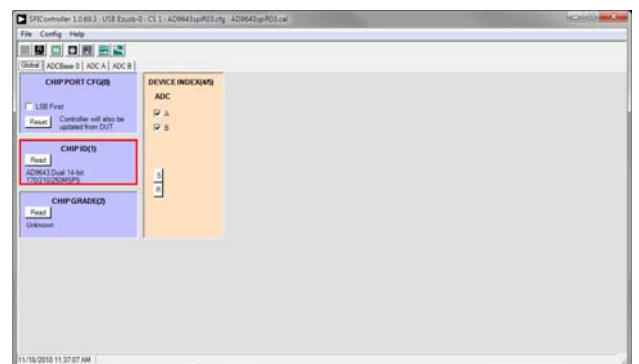 SPIController 1.0.69.3 : USB Ezusb-0 : CS 1 : AD9643spiR03.cfg : AD9643spiR03.cal
File Config Help
Global ADCBase 0 ADC A ADC B
CHIP PORT CFG(0)
LSB First
Reset
Controller will also be
updated from DUT.
CHIP ID(1)
Read
AD9643 Dual 14-bit
170/210/250MSPS
CHIP GRADE(2)
Read
Unknown
DEVICE INDEX(4/5)
ADC
A
B
S
R
11/18/2010 11:37:07 AM